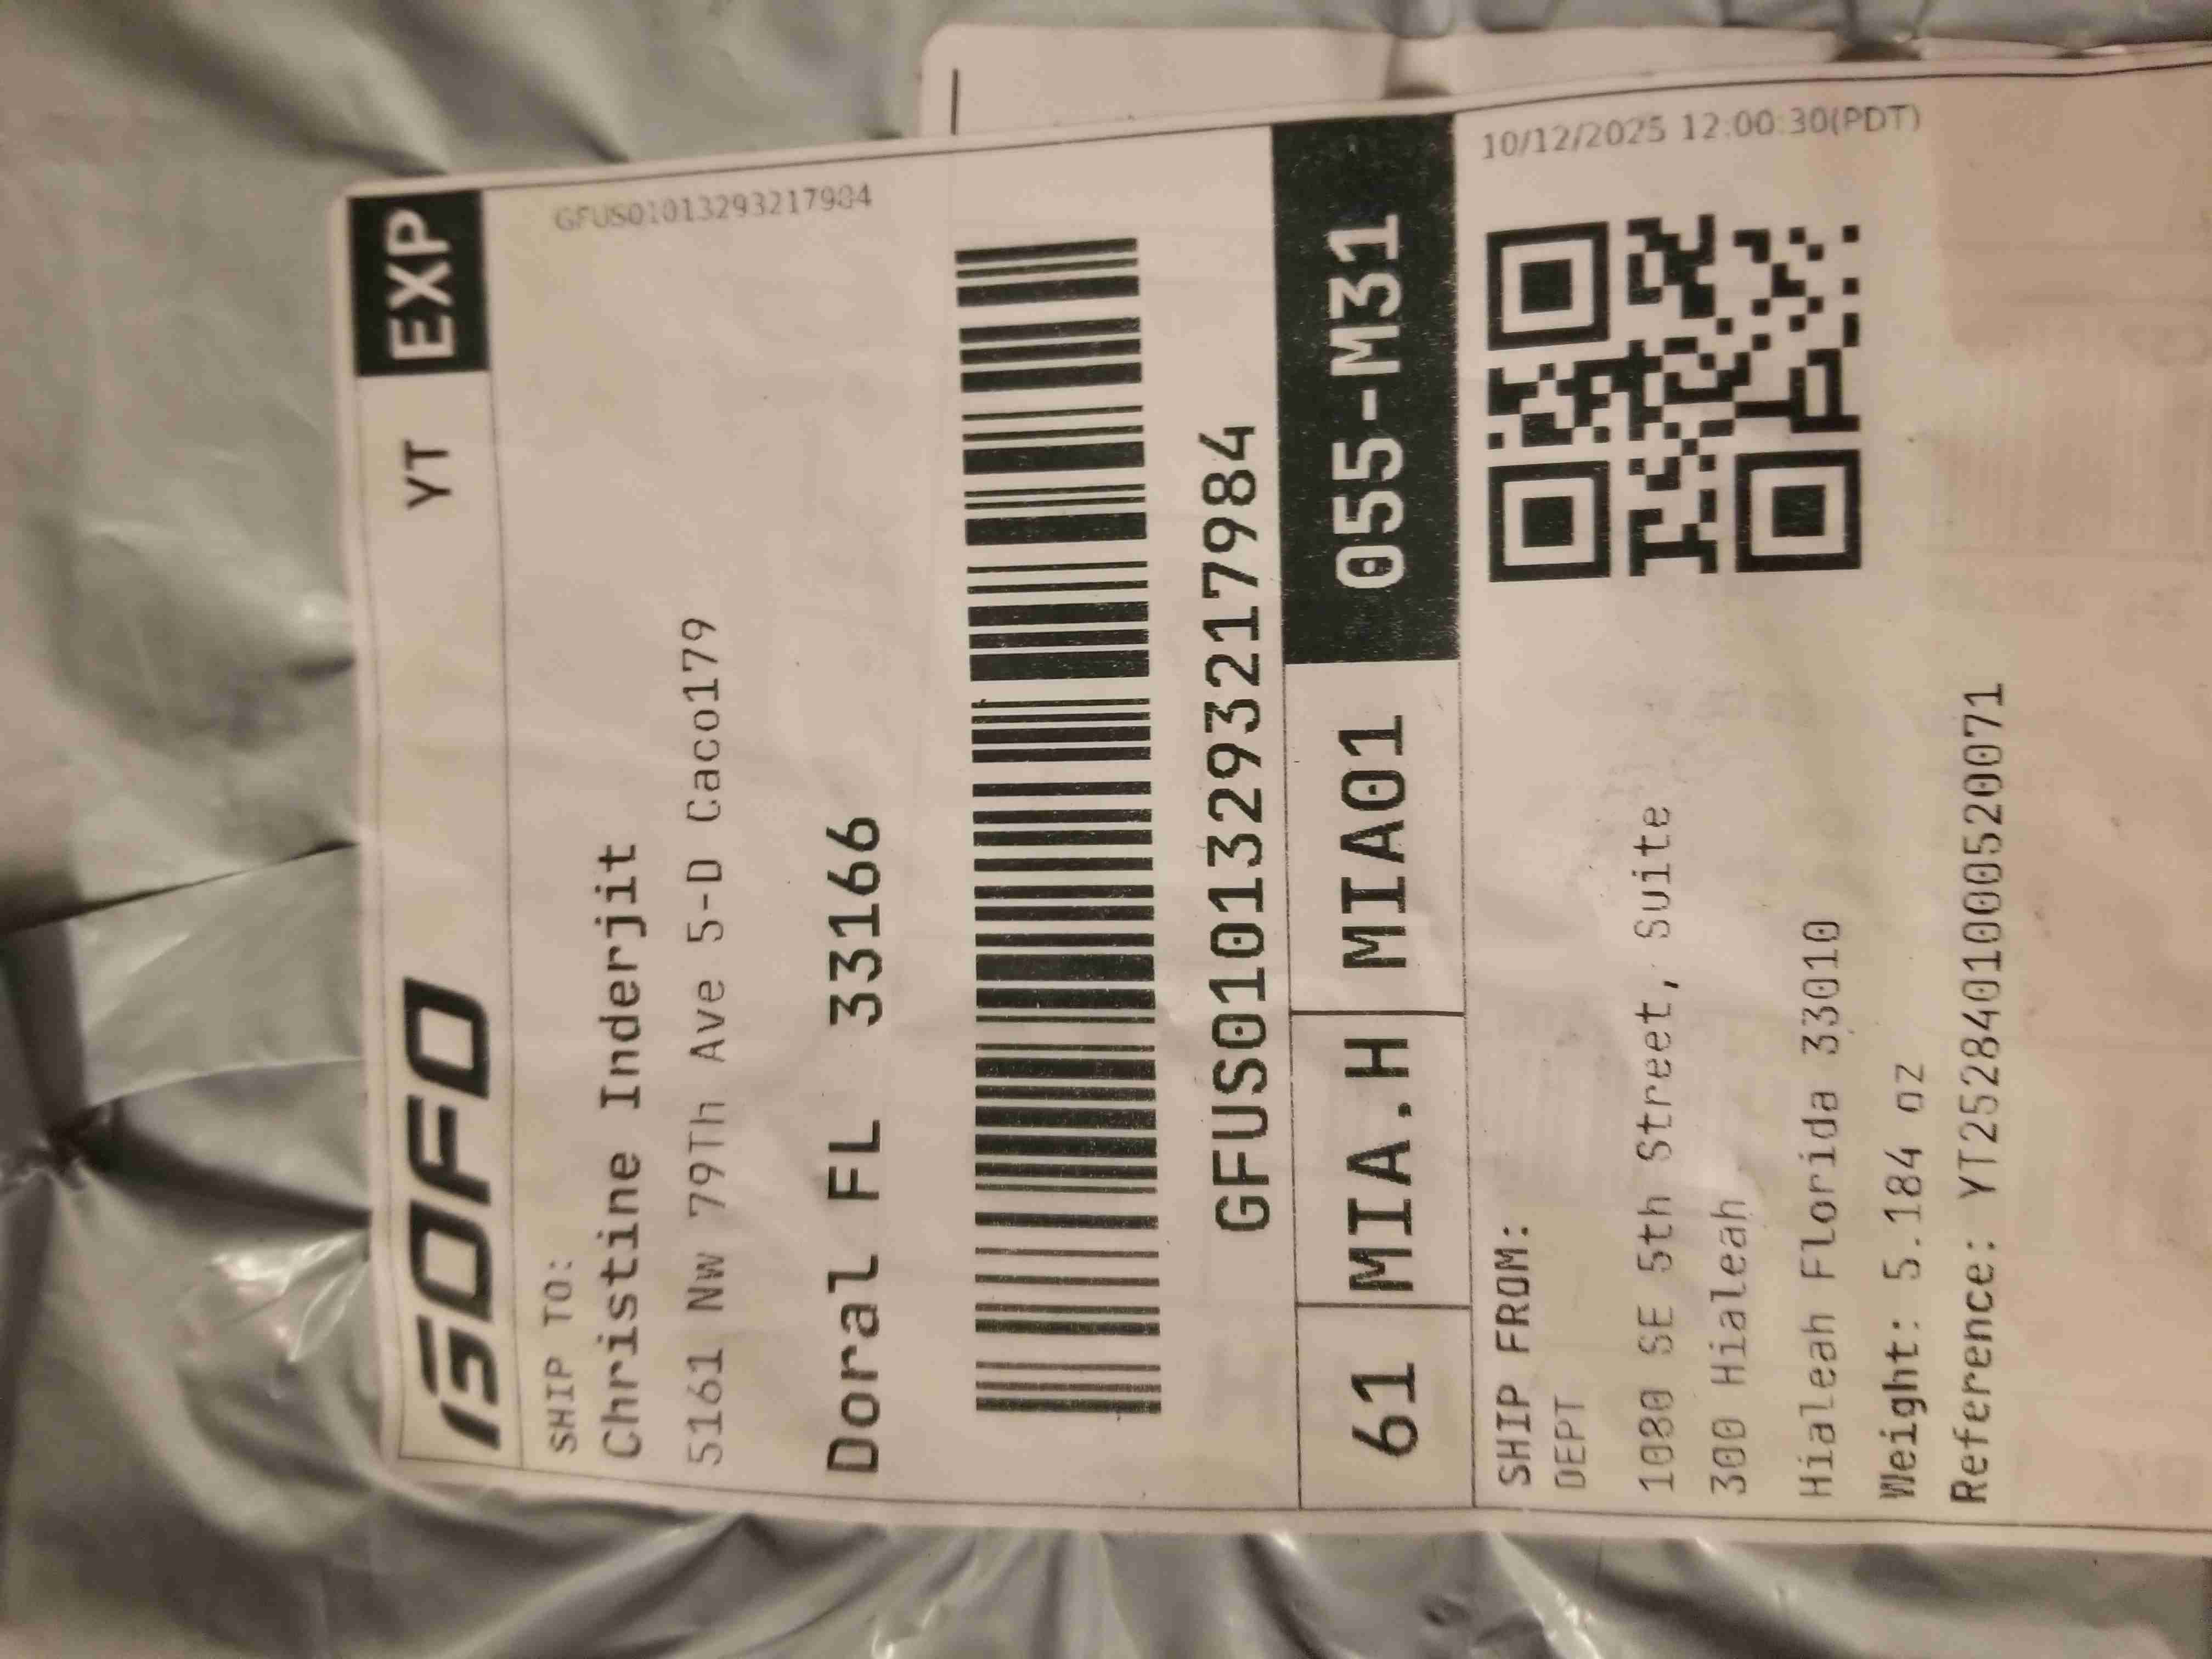 GOFO
YT
EXP
GFUS01013293217984
SHIP TO:
Christine Inderjit
5161 Nw 79Th Ave 5-D Caco179
Doral FL 33166
GFUS01013293217984
61
MIA.H
MIA01
055-M31
10/12/2025 12:00:30(PDT)
SHIP FROM:
DEPT
1080 SE 5th Street, Suite
300 Hialeah
Hialeah Florida 33010
Weight: 5.184 oz
Reference: YT2528401000520071